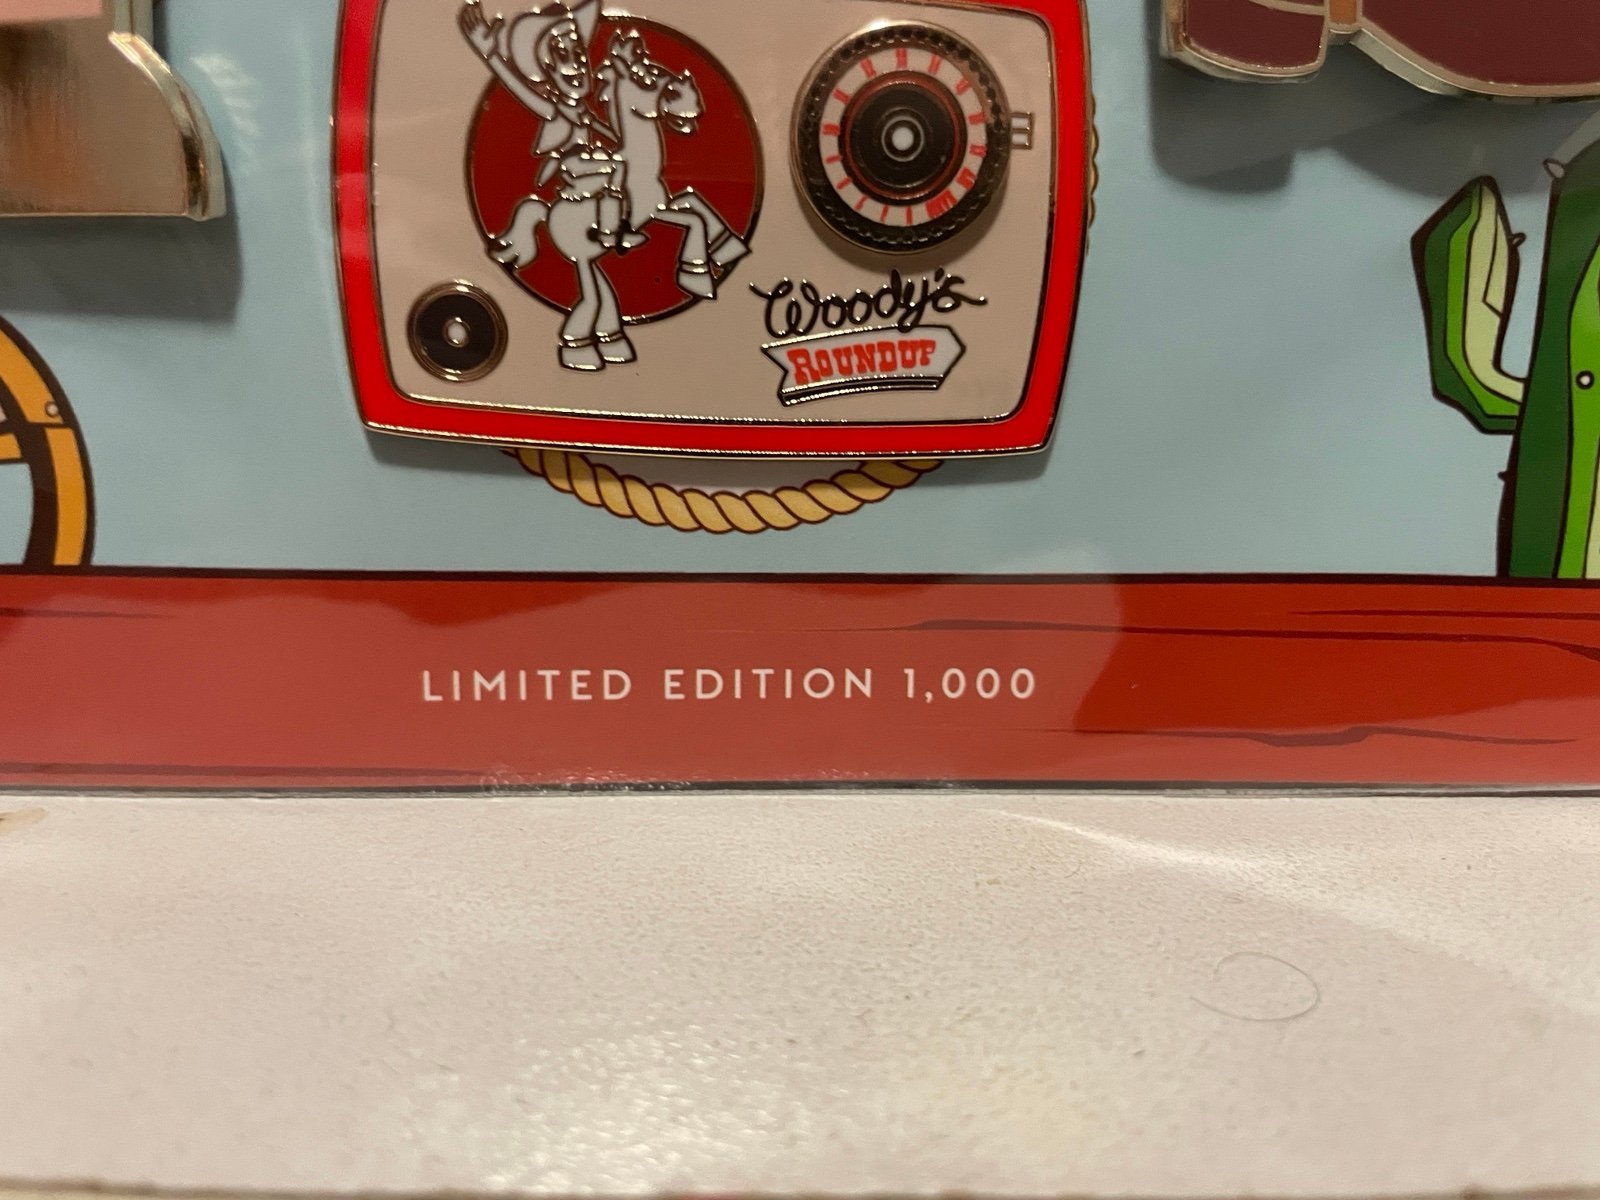 Woody's
ROUNDUP
LIMITED EDITION 1,000